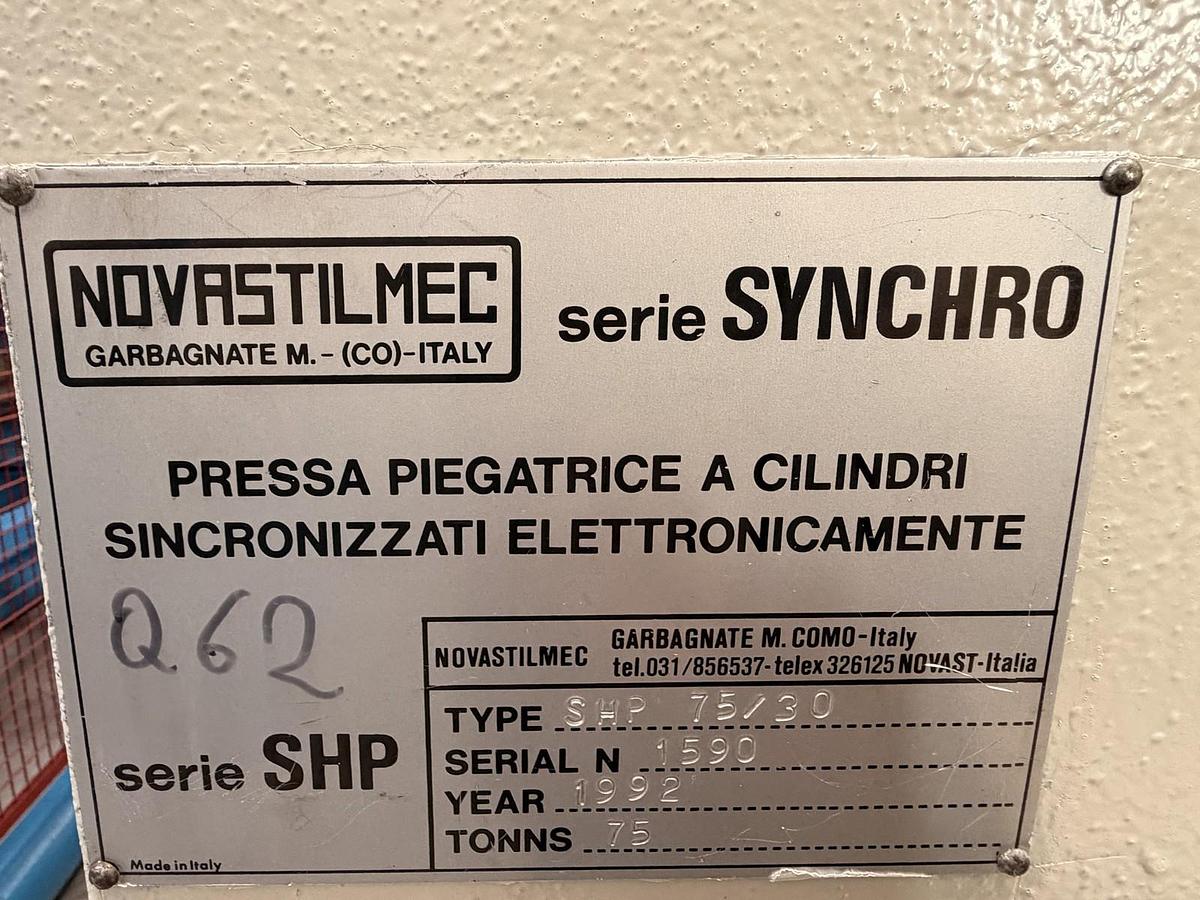 NOVASTILMEC
GARBAGNATE M. - (CO)-ITALY
serie SYNCHRO
PRESSA PIEGATRICE A CILINDRI
SINCRONIZZATI ELETTRONICAMENTE
Q62
serie SHP
Made in Italy
NOVASTILMEC
GARBAGNATE M. COMO-Italy
tel.031/856537-telex 326125 NOVAST-Italia
TYPE SHP 75/30
SERIAL N 1590
YEAR 1992
TONNS 75